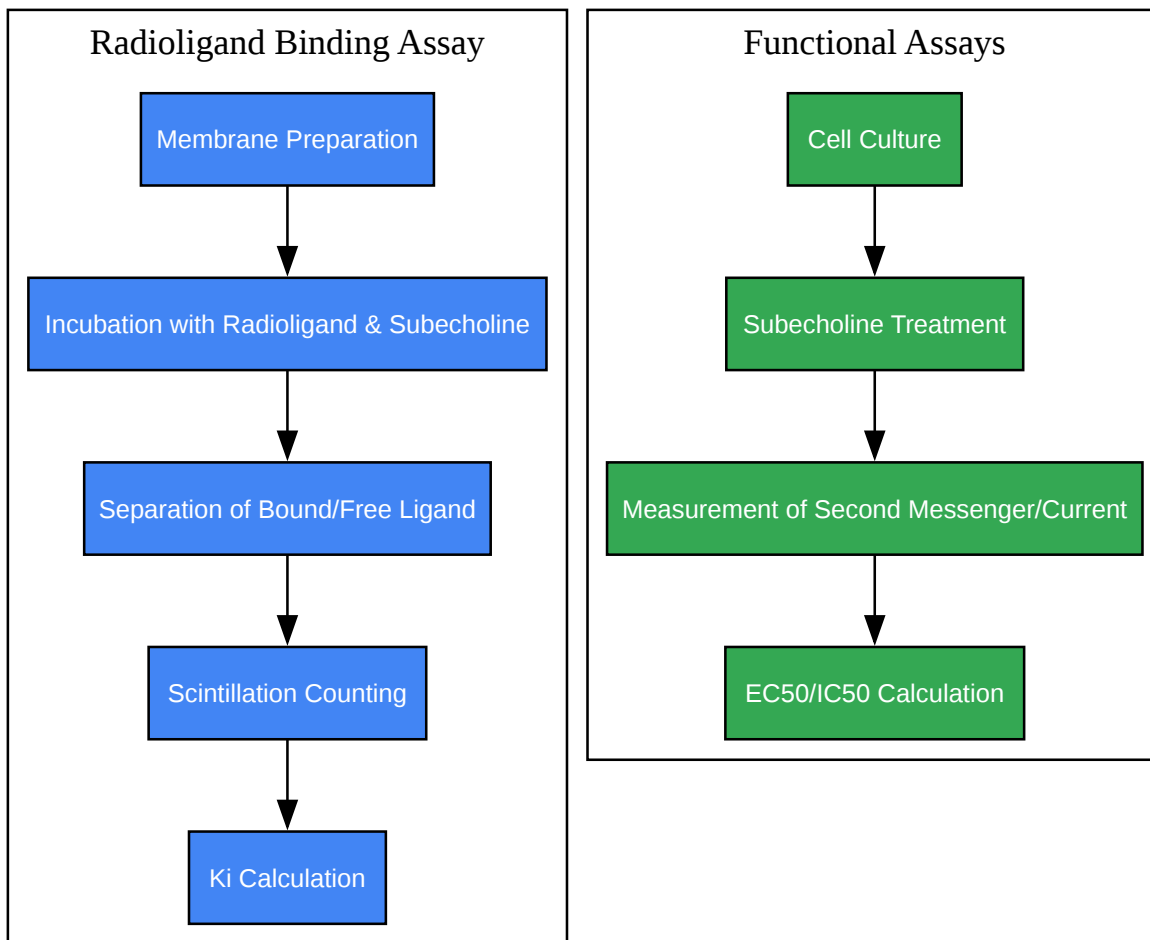 Radioligand Binding Assay
Membrane Preparation
Incubation with Radioligand & Subecholine
Separation of Bound/Free Ligand
Scintillation Counting
Ki Calculation
Functional Assays
Cell Culture
Subecholine Treatment
Measurement of Second Messenger/Current
EC50/IC50 Calculation